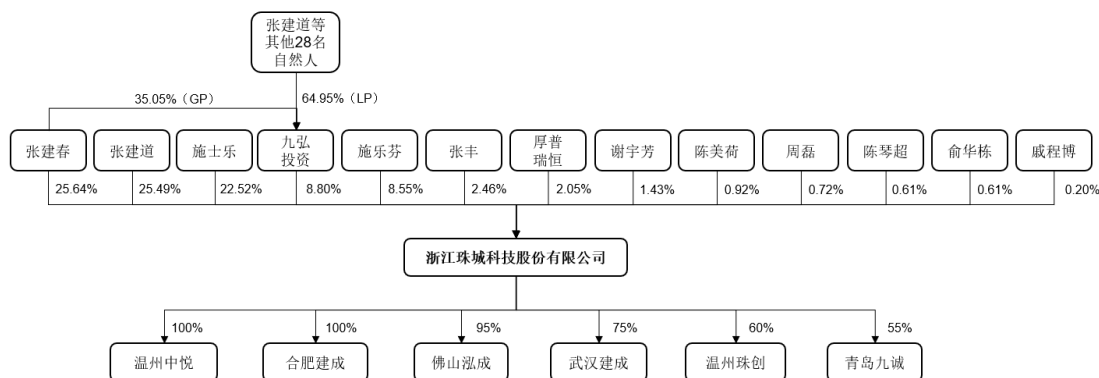 张建道等
其他28名
自然人
35.05%（GP）
64.95%（LP）
张建春
张建道
施士乐
九弘
投资
施乐芬
张丰
厚普
瑞恒
谢宇芳
陈美荷
周磊
陈琴超
俞华栋
戚程博
25.64%
25.49%
22.52%
8.80%
8.55%
2.46%
2.05%
1.43%
0.92%
0.72%
0.61%
0.61%
0.20%
浙江珠城科技股份有限公司
100%
100%
95%
75%
60%
55%
温州中悦
合肥建成
佛山泓成
武汉建成
温州珠创
青岛九诚